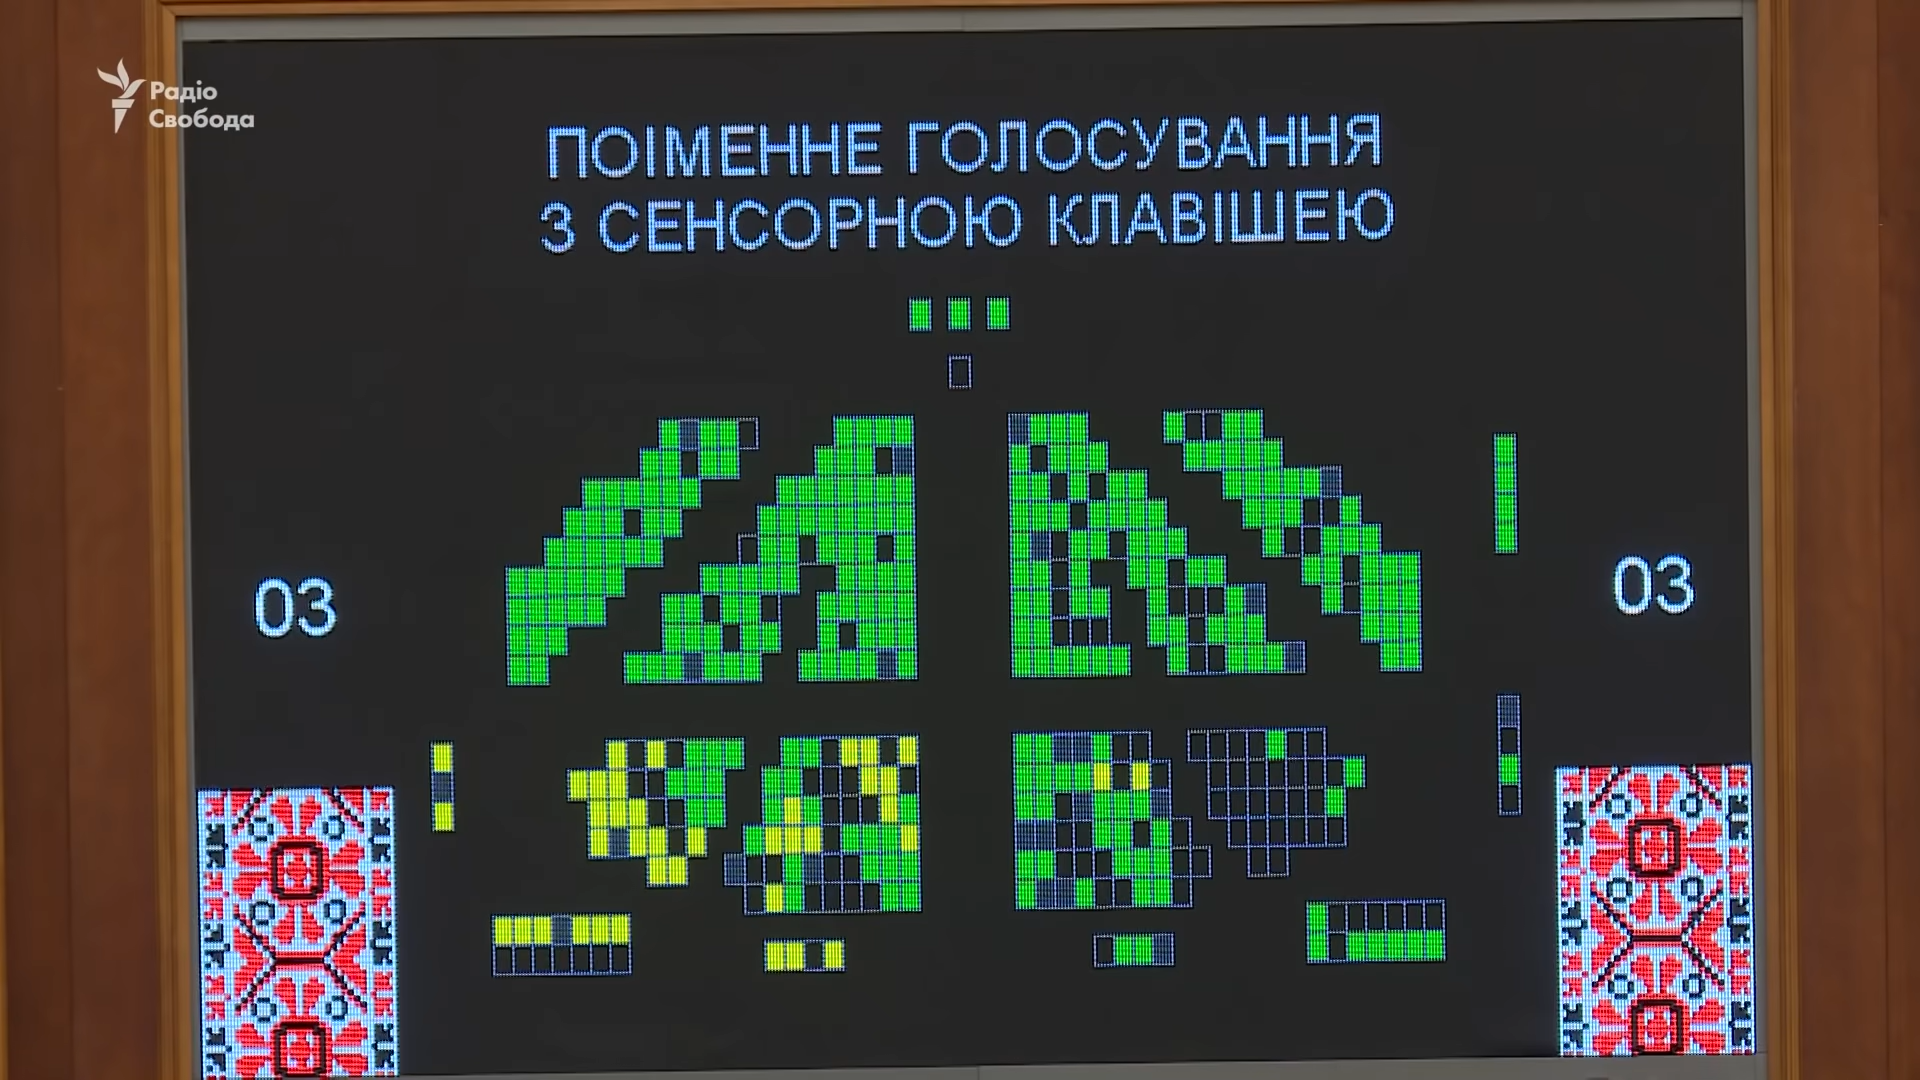 Радіо
Свобода
ПОІМЕННЕ ГОЛОСУВАННЯ
З СЕНСОРНОЮ КЛАВІШЕЮ
03
03